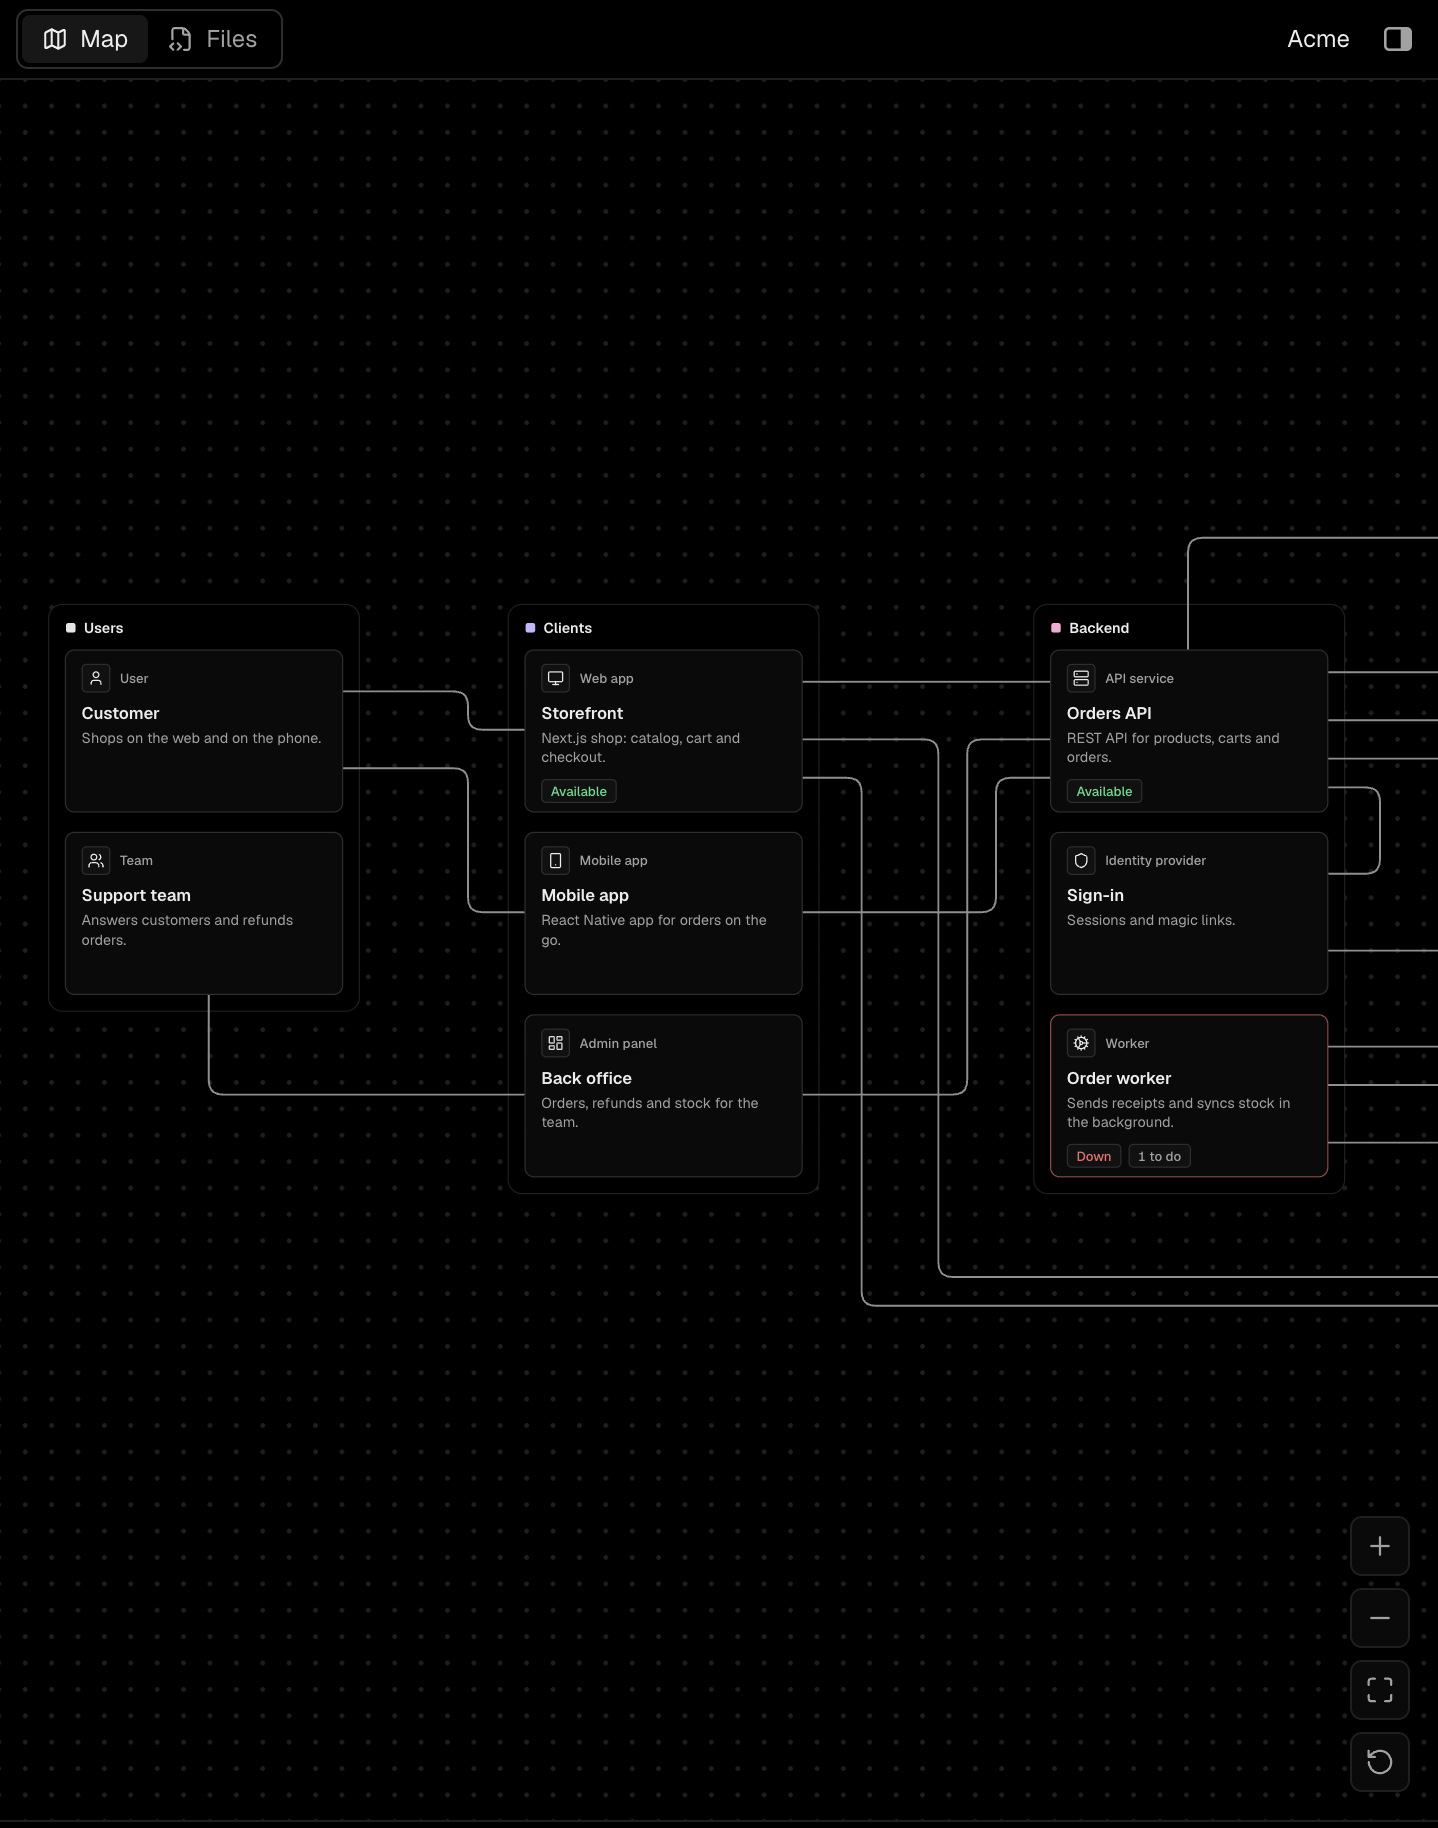 Map
Files
Acme
Users
User
Customer
Shops on the web and on the phone.
Team
Support team
Answers customers and refunds
orders.
Clients
Web app
Storefront
Next.js shop: catalog, cart and
checkout.
Available
Mobile app
Mobile app
React Native app for orders on the
go.
Admin panel
Back office
Orders, refunds and stock for the
team.
Backend
API service
Orders API
REST API for products, carts and
orders.
Available
Identity provider
Sign-in
Sessions and magic links.
Worker
Order worker
Sends receipts and syncs stock in
the background.
Down
1 to do